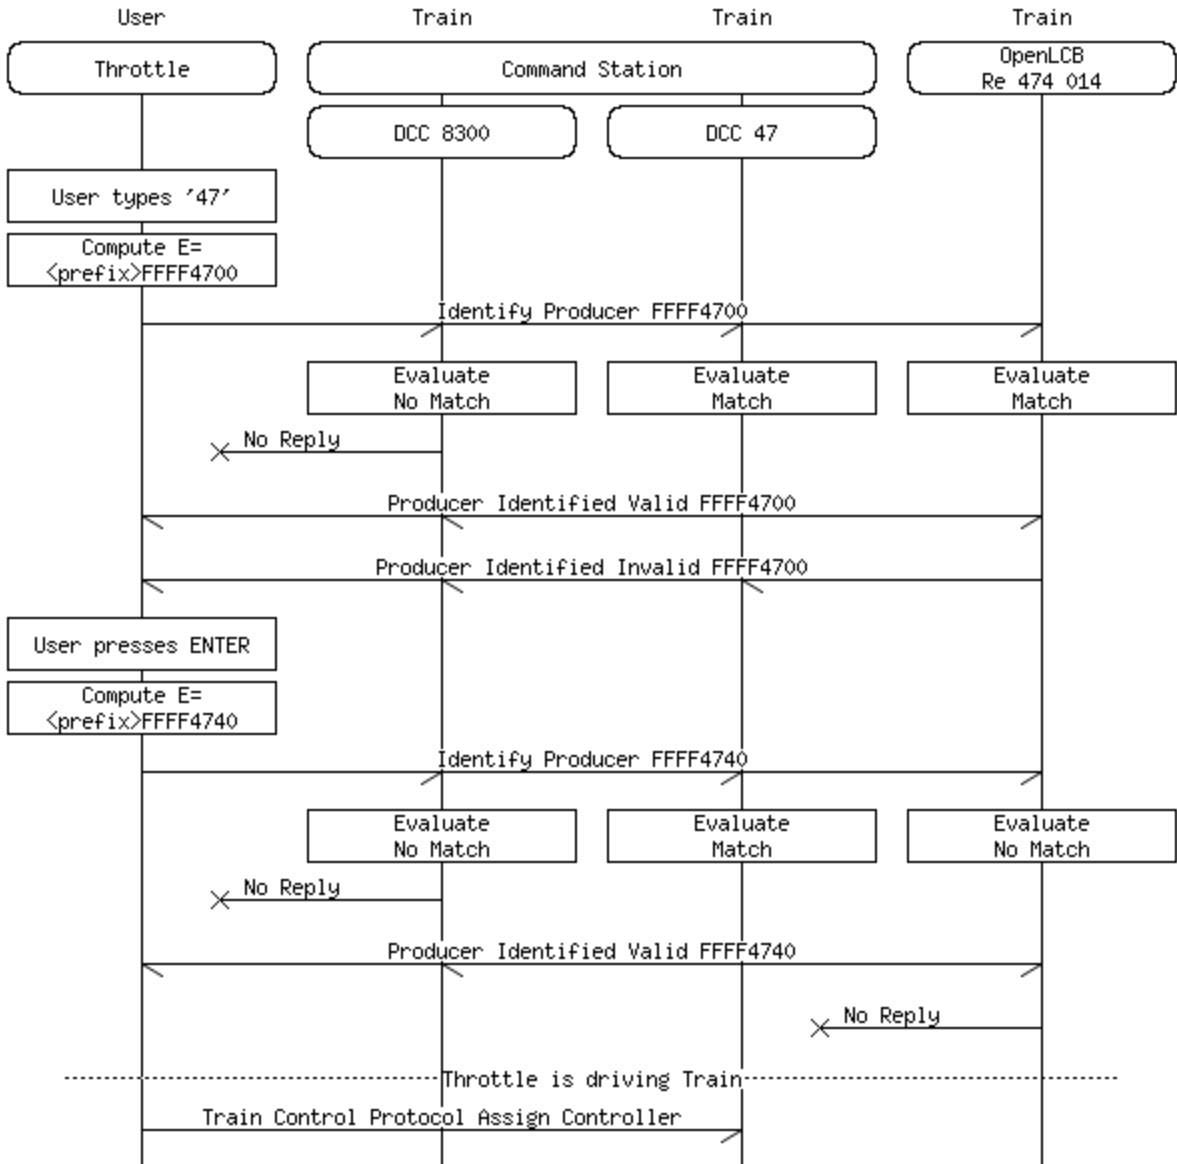 User Train Train Train
Throttle Command Station OpenLCB
Re 474 014
DCC 8300 DCC 47
User types '47'
Compute E=
<prefix>FFFF4700
Identify Producer FFFF4700
Evaluate Evaluate Evaluate
No Match Match Match
No Reply
Producer Identified Valid FFFF4700
Producer Identified Invalid FFFF4700
User presses ENTER
Compute E=
<prefix>FFFF4740
Identify Producer FFFF4740
Evaluate Evaluate Evaluate
No Match Match No Match
No Reply
Producer Identified Valid FFFF4740
No Reply
Throttle is driving Train
Train Control Protocol Assign Controller